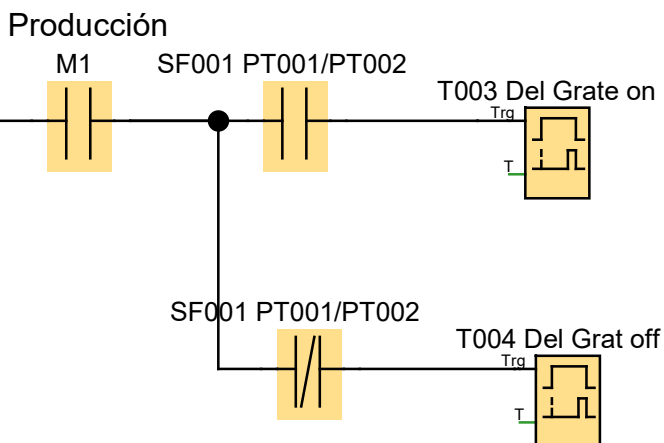 Producción
M1
SF001 PT001/PT002
T003 Del Grate on
Trg
T
SF001 PT001/PT002
T004 Del Grat off
Trg
T